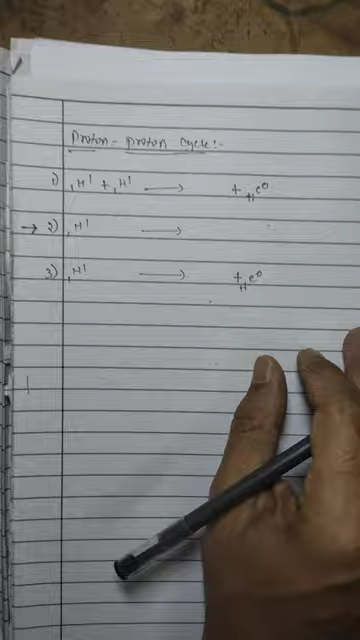 Proton - proton cycle:-
1) ₁H¹ + ₁H¹ ⟶ + ₊₁e⁰
→ 2) ₁H¹ ⟶
3) ₁H¹ ⟶ + ₊₁e⁰